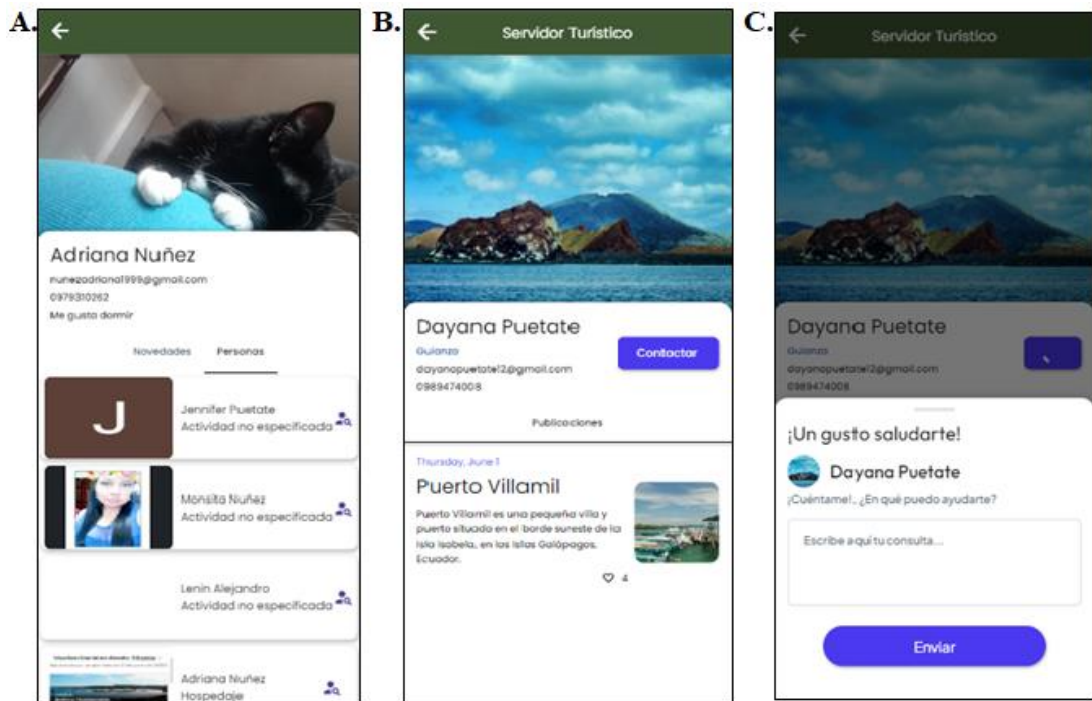 A.
Adriana Nuñez
nunezadriana1999@gmail.com
0979310262
Me gusta dormir
Novedades Personas
J
Jennifer Puetate
Actividad no especificada
Monsita Nuñez
Actividad no especificada
Lenin Alejandro
Actividad no especificada
Adriana Nuñez
Hospedaje
B.
Servidor Turístico
Dayana Puetate
Guianza
Contactar
dayanapuetate12@gmail.com
0989474008
Publicaciones
Thursday, June 1
Puerto Villamil
Puerto Villamil es una pequeña villa y
puerto situado en el borde sureste de la
Isla Isabela, en las Islas Galápagos,
Ecuador.
4
C.
Servidor Turístico
Dayana Puetate
Guianza
dayanapuetate12@gmail.com
0989474008
¡Un gusto saludarte!
Dayana Puetate
¡Cuéntame!.. ¿En qué puedo ayudarte?
Escribe aquí tu consulta...
Enviar